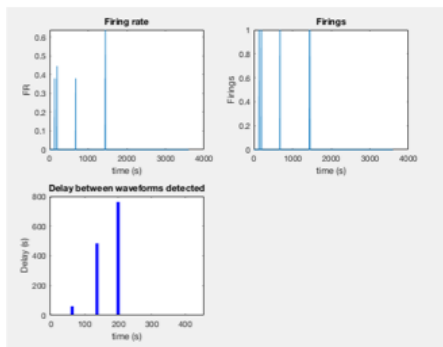 Firing rate
0.6
0.5
0.4
0.3
0.2
0.1
0
FR
0 1000 2000 3000 4000
time (s)
Firings
1
0.8
0.6
0.4
0.2
0
Firings
0 1000 2000 3000 4000
time (s)
Delay between waveforms detected
800
600
400
200
0
Delay (s)
0 100 200 300 400
time (s)